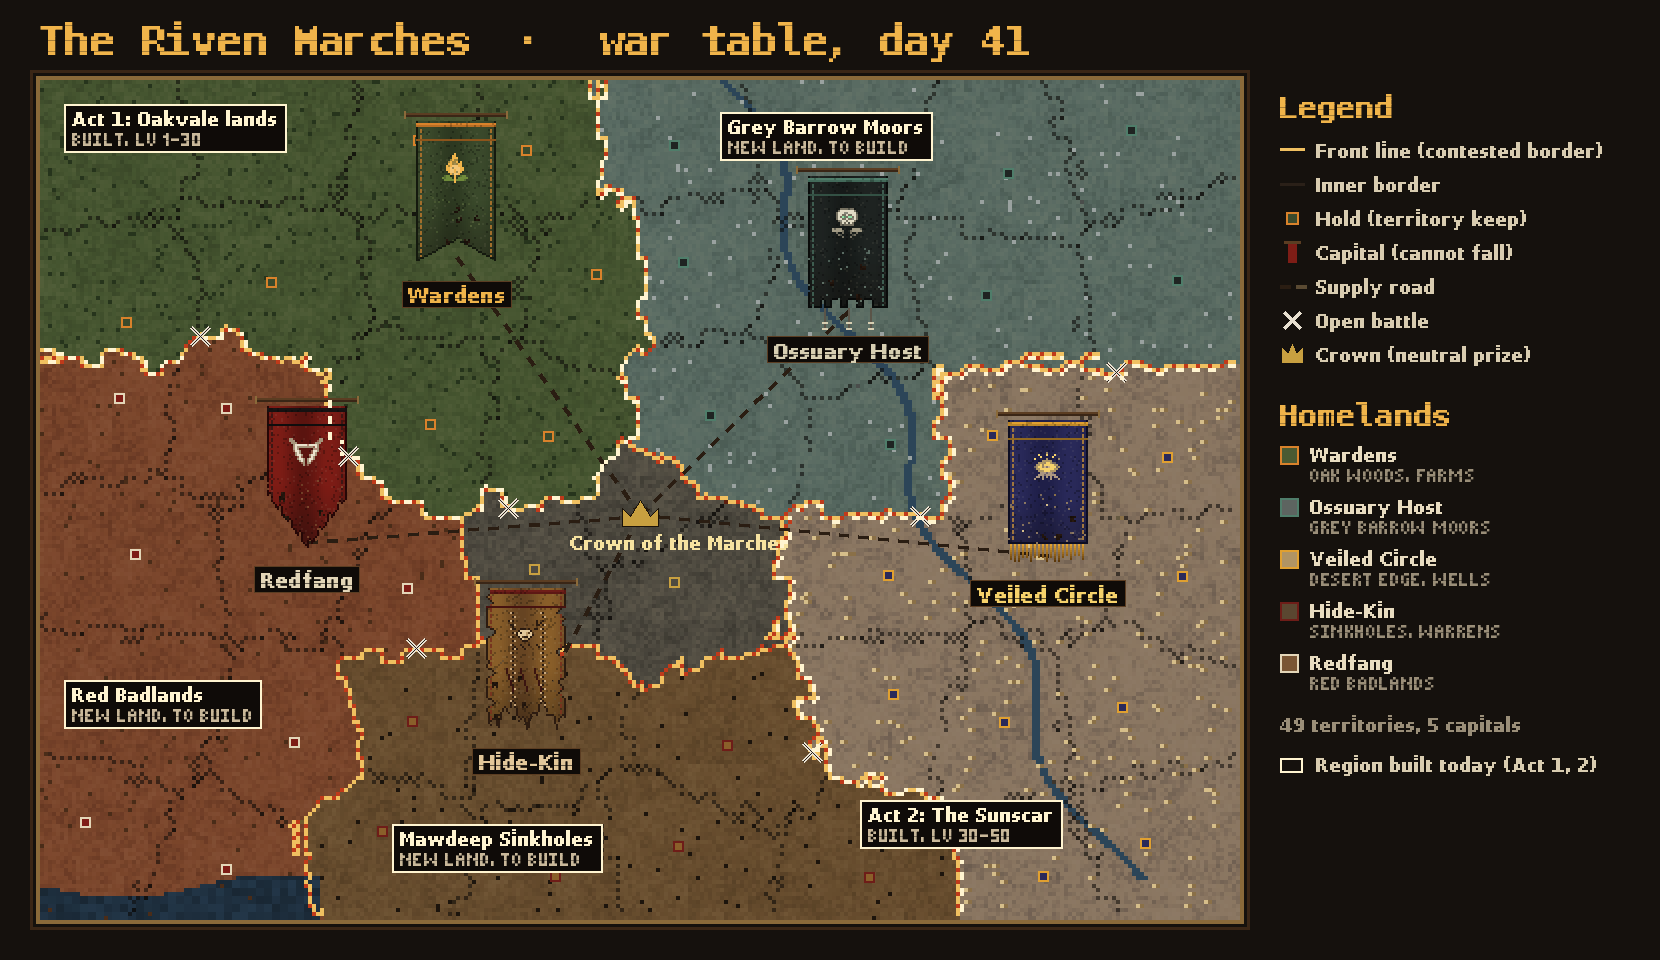 The Riven Marches · war table, day 41
Act 1: Oakvale lands
BUILT. LV 1-30
Grey Barrow Moors
NEW LAND. TO BUILD
Wardens
Ossuary Host
Redfang
Crown of the Marches
Veiled Circle
Red Badlands
NEW LAND. TO BUILD
Hide-Kin
Mawdeep Sinkholes
NEW LAND. TO BUILD
Act 2: The Sunscar
BUILT. LV 30-50
Legend
Front line (contested border)
Inner border
Hold (territory keep)
Capital (cannot fall)
Supply road
Open battle
Crown (neutral prize)
Homelands
Wardens
OAK WOODS. FARMS
Ossuary Host
GREY BARROW MOORS
Veiled Circle
DESERT EDGE. WELLS
Hide-Kin
SINKHOLES. WARRENS
Redfang
RED BADLANDS
49 territories, 5 capitals
Region built today (Act 1, 2)